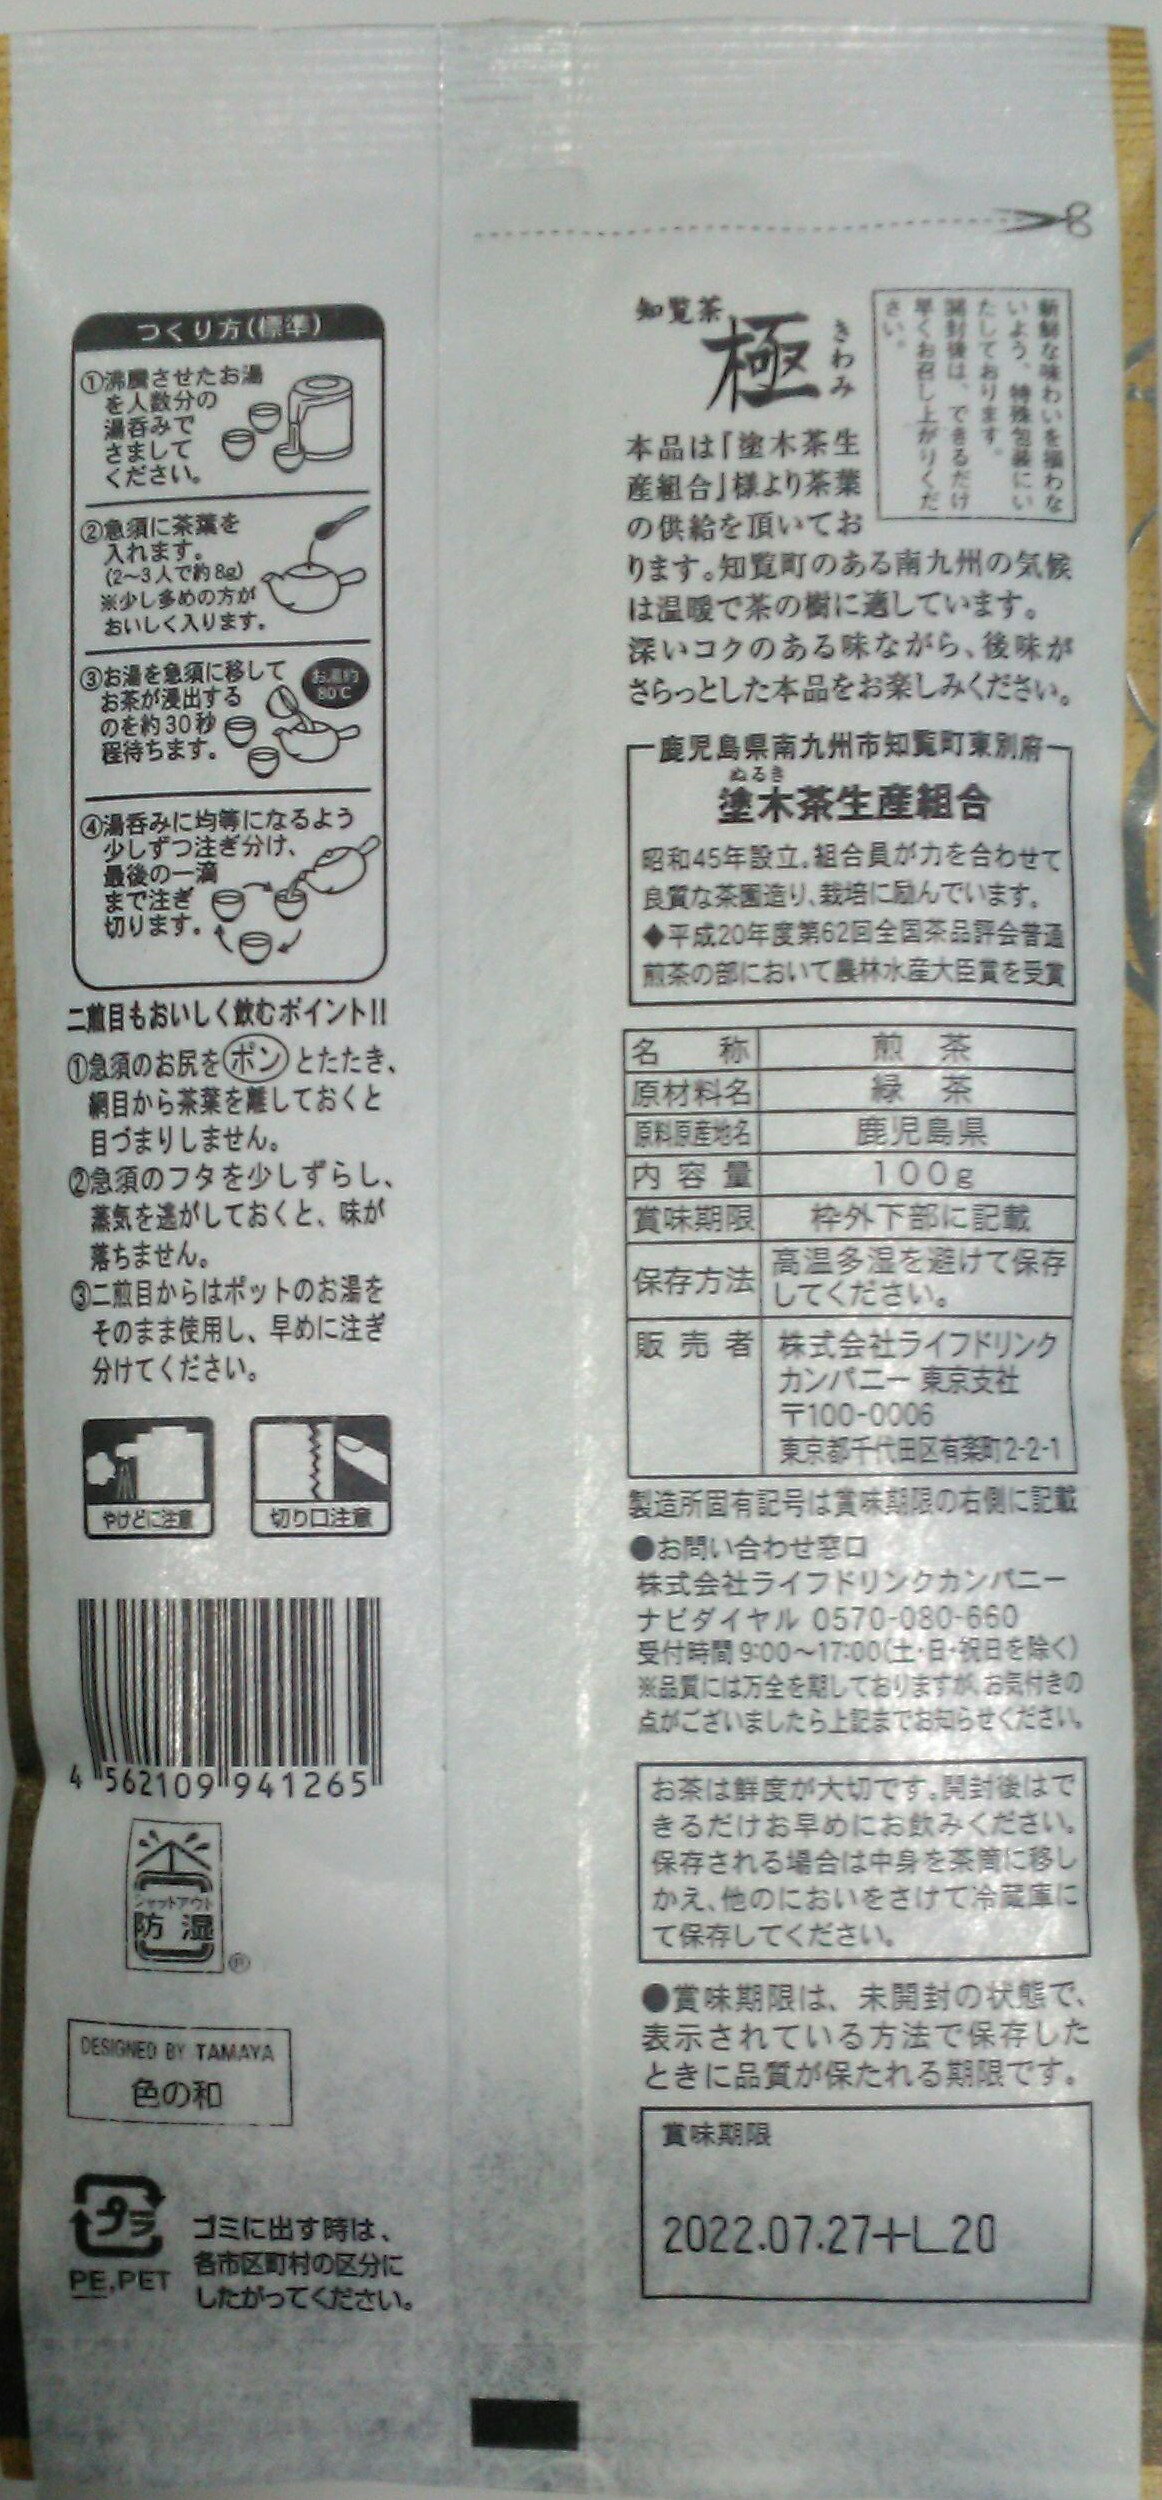 つくり方(標準)
①沸騰させたお湯
を人数分の
湯呑みで
さまして
ください。
②急須に茶葉を
入れます。
(2〜3人で約8g)
※少し多めの方が
おいしく入ります。
③お湯を急須に移して
お茶が浸出する
のを約30秒
程待ちます。
お湯約
80℃
④湯呑みに均等になるよう
少しずつ注ぎ分け、
最後の一滴
まで注ぎ
切ります。
二煎目もおいしく飲むポイント!!
①急須のお尻をポンとたたき、
網目から茶葉を離しておくと
目づまりしません。
②急須のフタを少しずらし、
蒸気を逃がしておくと、味が
落ちません。
③二煎目からはポットのお湯を
そのまま使用し、早めに注ぎ
分けてください。
やけどに注意
切り口注意
4 562109 941265
シャットアウト
防湿
DESIGNED BY TAMAYA
色の和
プラ
PE,PET
ゴミに出す時は、
各市区町村の区分に
したがってください。
新鮮な味わいを損わな
いよう、特殊包装にい
たしております。
開封後は、できるだけ
早くお召し上がりくだ
さい。
知覧茶
極
きわみ
本品は「塗木茶生
産組合」様より茶葉
の供給を頂いてお
ります。知覧町のある南九州の気候
は温暖で茶の樹に適しています。
深いコクのある味ながら、後味が
さらっとした本品をお楽しみください。
鹿児島県南九州市知覧町東別府
ぬるき
塗木茶生産組合
昭和45年設立。組合員が力を合わせて
良質な茶園造り、栽培に励んでいます。
◆平成20年度第62回全国茶品評会普通
煎茶の部において農林水産大臣賞を受賞
名称 煎茶
原材料名 緑茶
原料原産地名 鹿児島県
内容量 100g
賞味期限 枠外下部に記載
保存方法 高温多湿を避けて保存
してください。
販売者 株式会社ライフドリンク
カンパニー 東京支社
〒100-0006
東京都千代田区有楽町2-2-1
製造所固有記号は賞味期限の右側に記載
●お問い合わせ窓口
株式会社ライフドリンクカンパニー
ナビダイヤル 0570-080-660
受付時間9:00〜17:00(土・日・祝日を除く)
※品質には万全を期しておりますが、お気付きの
点がございましたら上記までお知らせください。
お茶は鮮度が大切です。開封後はで
きるだけお早めにお飲みください。
保存される場合は中身を茶筒に移し
かえ、他のにおいをさけて冷蔵庫に
て保存してください。
●賞味期限は、未開封の状態で、
表示されている方法で保存した
ときに品質が保たれる期限です。
賞味期限
2022.07.27+L20